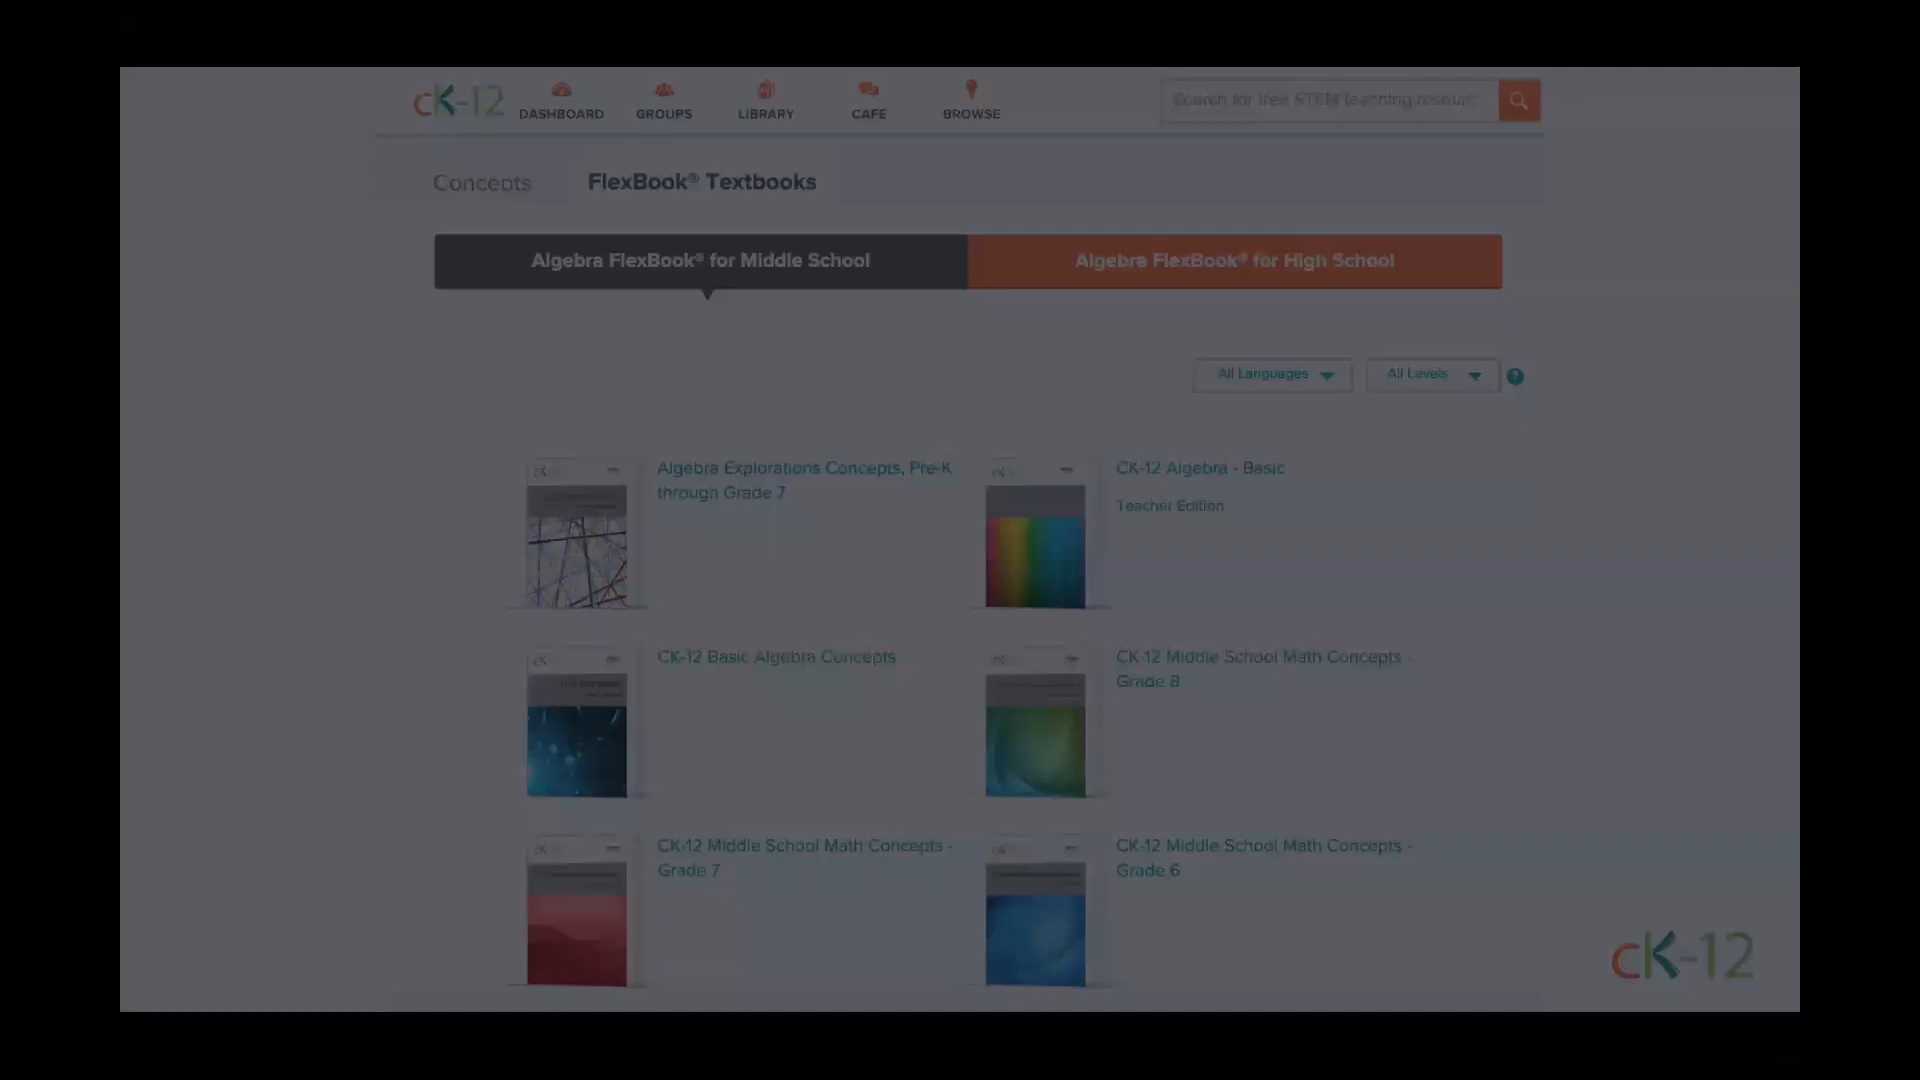 cK-12
DASHBOARD
GROUPS
LIBRARY
CAFE
BROWSE
Search for free STEM teaching resourc
Concepts
FlexBook® Textbooks
Algebra FlexBook® for Middle School
Algebra FlexBook® for High School
All Languages
All Levels
?
Algebra Explorations Concepts, Pre-K
through Grade 7
CK-12 Algebra - Basic
Teacher Edition
CK-12 Basic Algebra Concepts
CK-12 Middle School Math Concepts -
Grade 8
CK-12 Middle School Math Concepts -
Grade 7
CK-12 Middle School Math Concepts -
Grade 6
cK-12